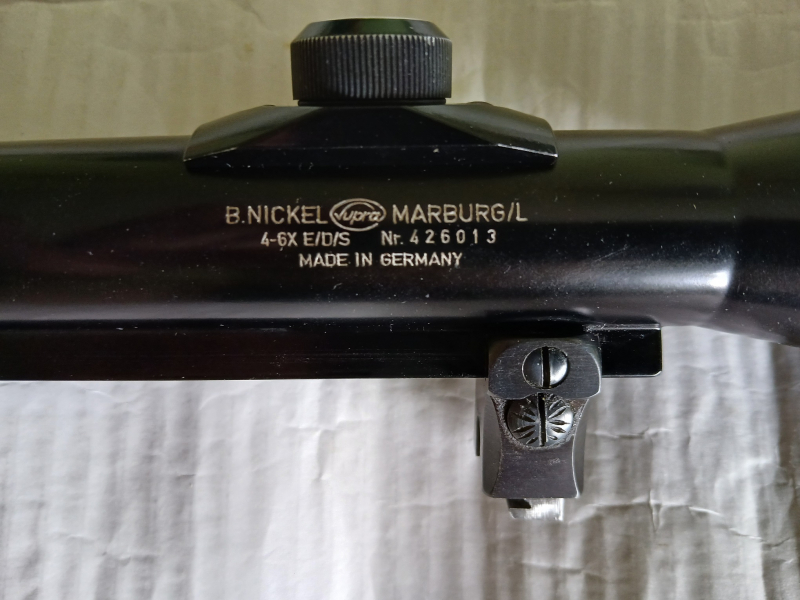 B.NICKEL Supra MARBURG/L
4-6X E/D/S Nr. 426013
MADE IN GERMANY